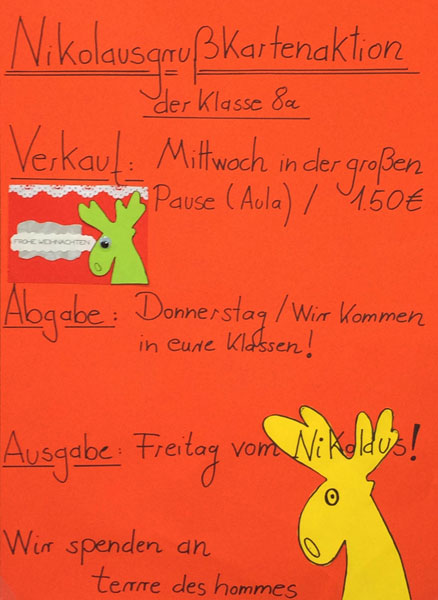 Nikolausgrußkartenaktion
der Klasse 8a
Verkauf: Mittwoch in der großen
Pause (Aula) / 1.50€
FROHE WEIHNACHTEN
Abgabe: Donnerstag / Wir kommen
in eure Klassen!
Ausgabe: Freitag vom Nikolaus!
Wir spenden an
terre des hommes